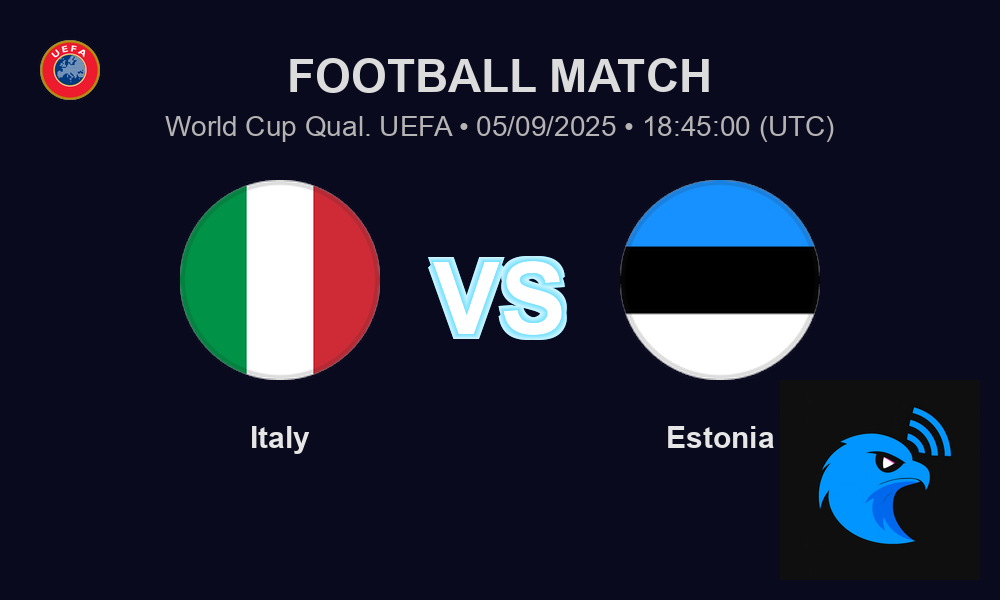 UEFA
FOOTBALL MATCH
World Cup Qual. UEFA • 05/09/2025 • 18:45:00 (UTC)
VS
Italy
Estonia